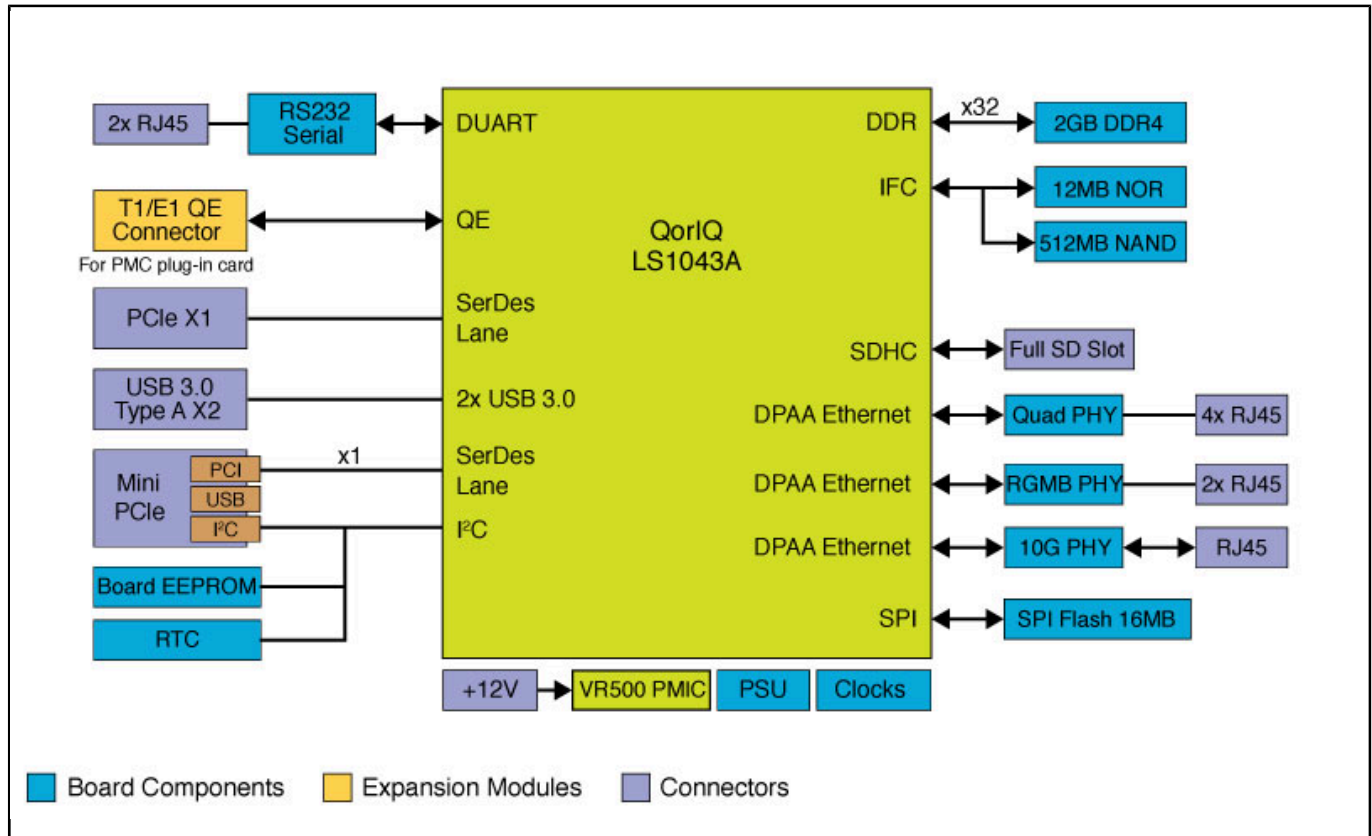 2x RJ45
RS232
Serial
DUART
T1/E1 QE
Connector
For PMC plug-in card
QE
PCIe X1
SerDes
Lane
USB 3.0
Type A X2
2x USB 3.0
Mini
PCIe
PCI
USB
I²C
x1
SerDes
Lane
I²C
Board EEPROM
RTC
QorIQ
LS1043A
DDR
x32
2GB DDR4
IFC
12MB NOR
512MB NAND
SDHC
Full SD Slot
DPAA Ethernet
Quad PHY
4x RJ45
DPAA Ethernet
RGMB PHY
2x RJ45
DPAA Ethernet
10G PHY
RJ45
SPI
SPI Flash 16MB
+12V
VR500 PMIC
PSU
Clocks
Board Components
Expansion Modules
Connectors